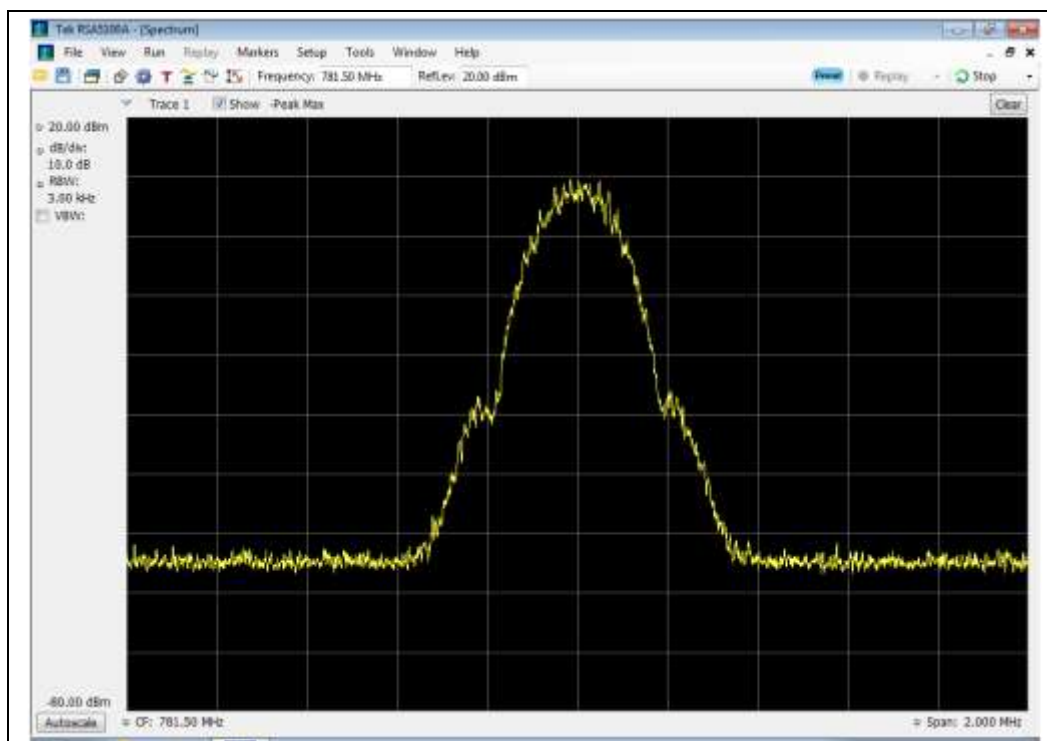 Tek RSA5100A - [Spectrum]
File View Run Replay Markers Setup Tools Window Help
Frequency: 781.50 MHz RefLev: 20.00 dBm Preset Replay Stop
Trace 1 Show -Peak Max Clear
20.00 dBm
dB/div:
10.0 dB
RBW:
3.00 kHz
VBW:
-80.00 dBm
Autoscale CF: 781.50 MHz Span: 2.000 MHz